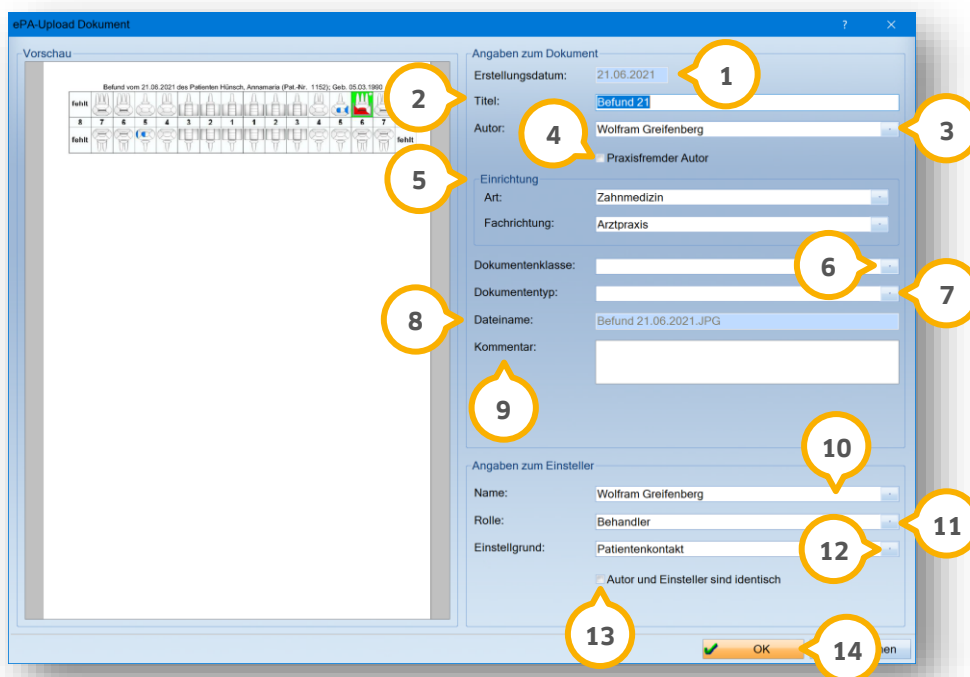 ePA-Upload Dokument ?
Vorschau
Befund vom 21.06.2021 des Patienten Hünsch, Annamaria (Pat.-Nr. 1152); Geb. 05.03.1990
fehlt
8 7 6 5 4 3 2 1 1 2 3 4 5 6 7
fehlt fehlt
Angaben zum Dokument
Erstellungsdatum: 21.06.2021 1
2 Titel: Befund 21
Autor: Wolfram Greifenberg 3
4 Praxisfremder Autor
5 Einrichtung
Art: Zahnmedizin
Fachrichtung: Arztpraxis
Dokumentenklasse: 6
Dokumententyp: 7
8 Dateiname: Befund 21.06.2021.JPG
Kommentar:
9
10
Angaben zum Einsteller
Name: Wolfram Greifenberg
Rolle: Behandler 11
Einstellgrund: Patientenkontakt 12
Autor und Einsteller sind identisch
13
OK 14